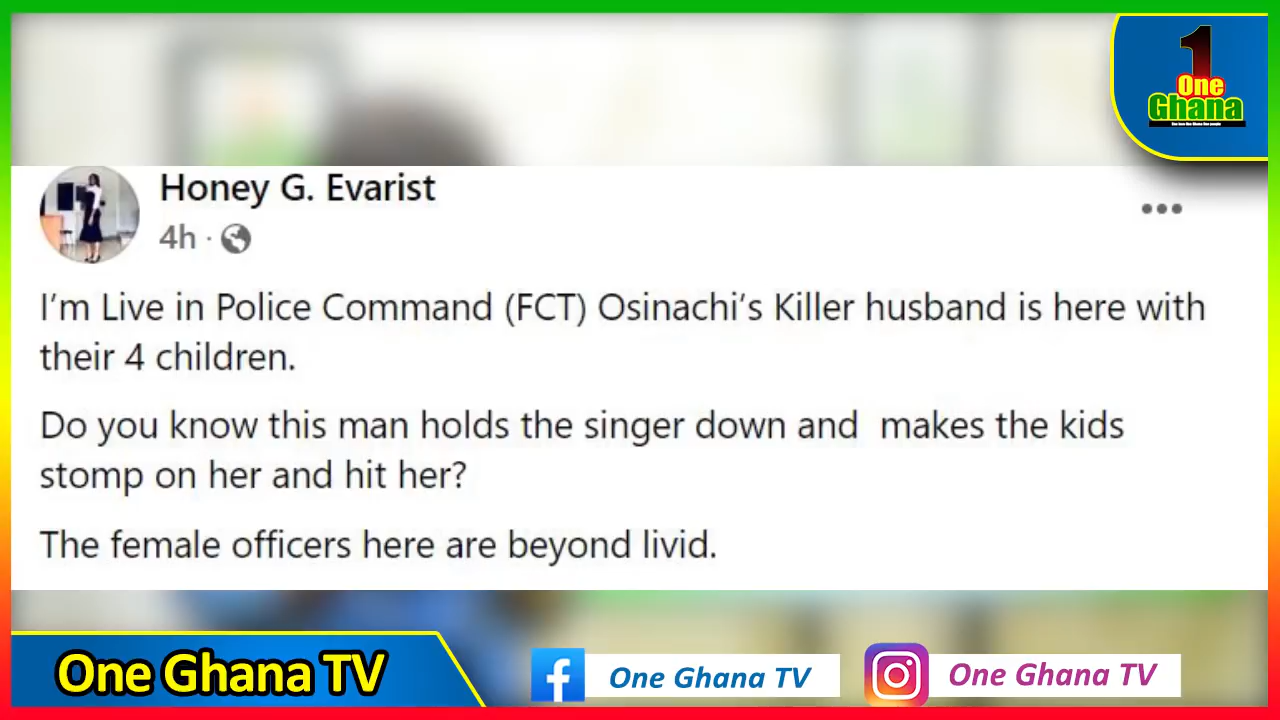 1
One
Ghana
Honey G. Evarist
4h ·
I'm Live in Police Command (FCT) Osinachi's Killer husband is here with
their 4 children.
Do you know this man holds the singer down and makes the kids
stomp on her and hit her?
The female officers here are beyond livid.
One Ghana TV
One Ghana TV
One Ghana TV